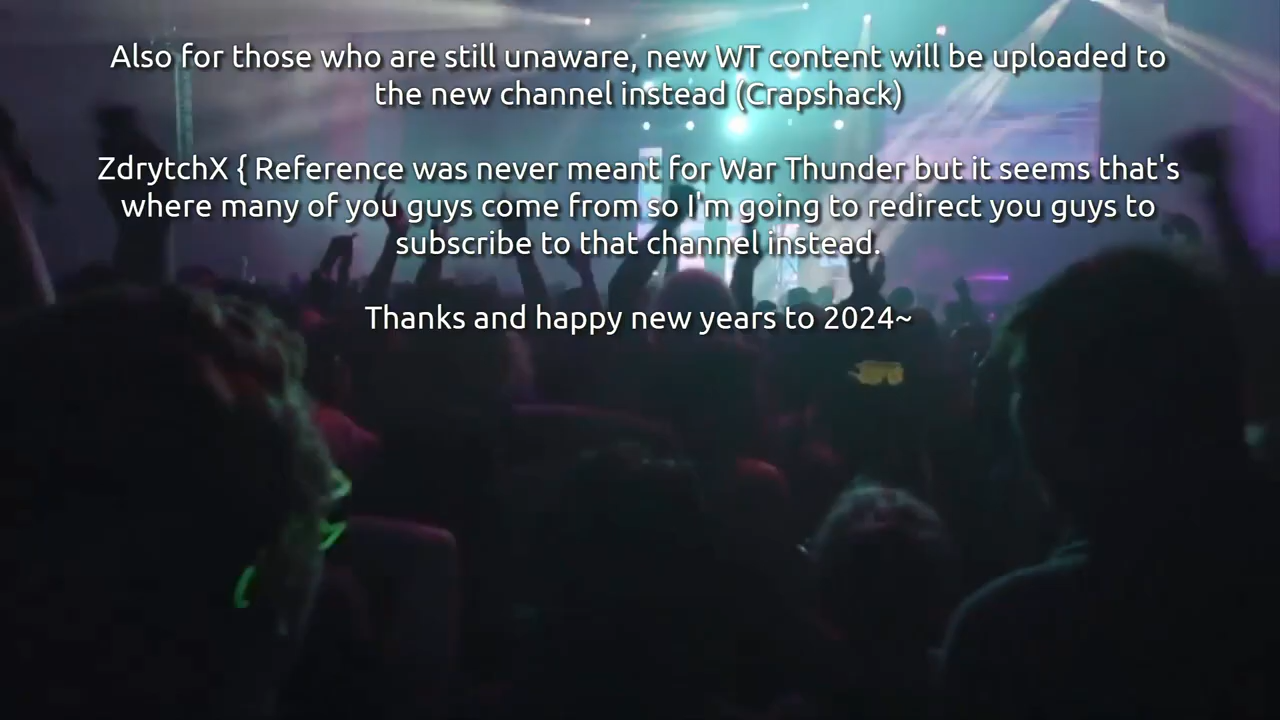 Also for those who are still unaware, new WT content will be uploaded to
the new channel instead (Crapshack)
ZdrytchX { Reference was never meant for War Thunder but it seems that's
where many of you guys come from so I'm going to redirect you guys to
subscribe to that channel instead.
Thanks and happy new years to 2024~